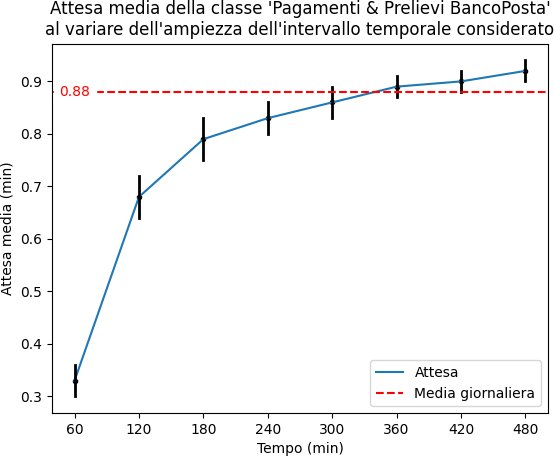 Attesa media della classe 'Pagamenti & Prelievi BancoPosta'
al variare dell'ampiezza dell'intervallo temporale considerato
Attesa media (min)
0.9
0.88
0.8
0.7
0.6
0.5
0.4
0.3
Attesa
Media giornaliera
60 120 180 240 300 360 420 480
Tempo (min)